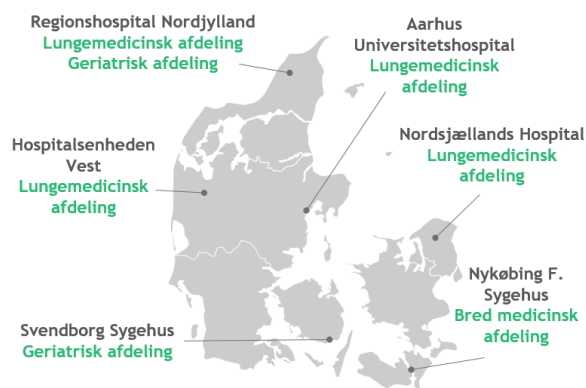 Regionshospital Nordjylland
Lungemedicinsk afdeling
Geriatrisk afdeling
Aarhus
Universitetshospital
Lungemedicinsk
afdeling
Hospitalsenheden
Vest
Lungemedicinsk
afdeling
Nordsjællands Hospital
Lungemedicinsk
afdeling
Svendborg Sygehus
Geriatrisk afdeling
Nykøbing F.
Sygehus
Bred medicinsk
afdeling